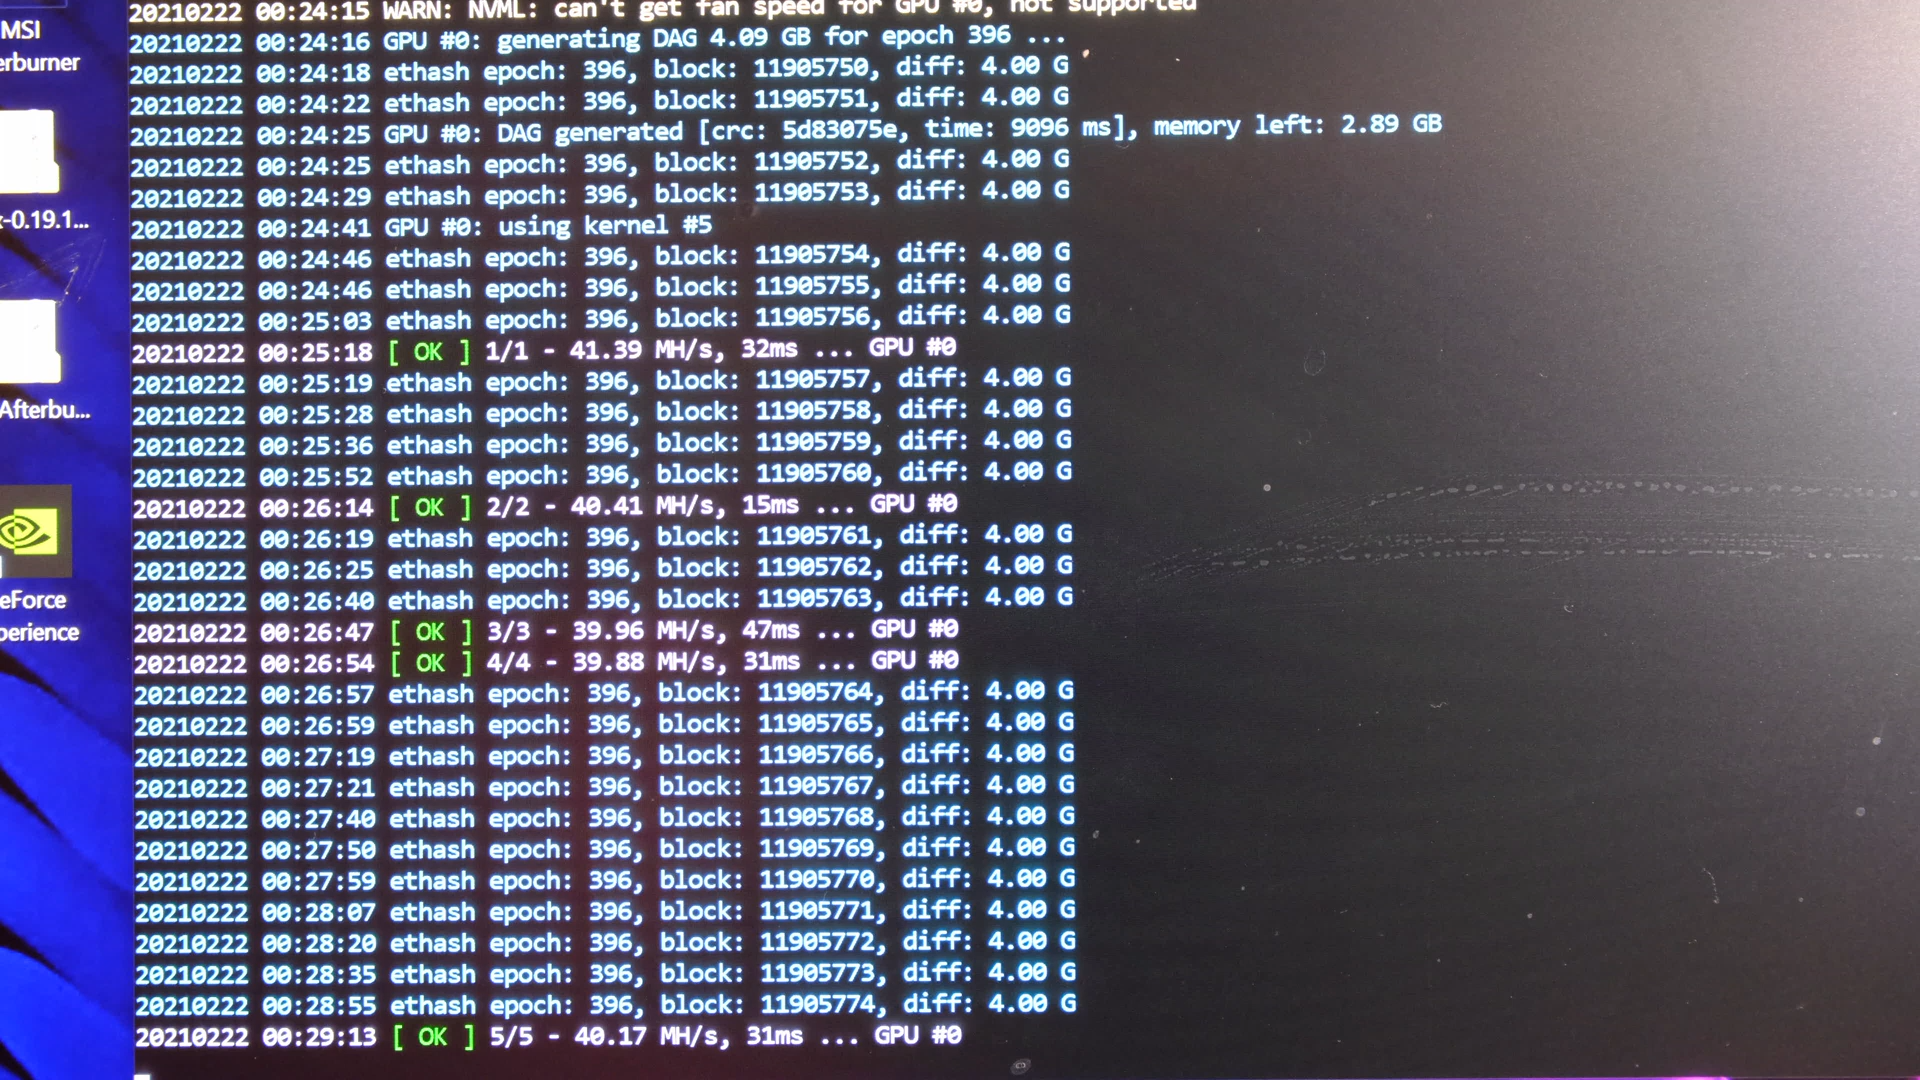 MSI
erburner
x-0.19.1...
Afterbu...
eForce
perience
20210222 00:24:15 WARN: NVML: can't get fan speed for GPU #0, not supported
20210222 00:24:16 GPU #0: generating DAG 4.09 GB for epoch 396 ...
20210222 00:24:18 ethash epoch: 396, block: 11905750, diff: 4.00 G
20210222 00:24:22 ethash epoch: 396, block: 11905751, diff: 4.00 G
20210222 00:24:25 GPU #0: DAG generated [crc: 5d83075e, time: 9096 ms], memory left: 2.89 GB
20210222 00:24:25 ethash epoch: 396, block: 11905752, diff: 4.00 G
20210222 00:24:29 ethash epoch: 396, block: 11905753, diff: 4.00 G
20210222 00:24:41 GPU #0: using kernel #5
20210222 00:24:46 ethash epoch: 396, block: 11905754, diff: 4.00 G
20210222 00:24:46 ethash epoch: 396, block: 11905755, diff: 4.00 G
20210222 00:25:03 ethash epoch: 396, block: 11905756, diff: 4.00 G
20210222 00:25:18 [ OK ] 1/1 - 41.39 MH/s, 32ms ... GPU #0
20210222 00:25:19 ethash epoch: 396, block: 11905757, diff: 4.00 G
20210222 00:25:28 ethash epoch: 396, block: 11905758, diff: 4.00 G
20210222 00:25:36 ethash epoch: 396, block: 11905759, diff: 4.00 G
20210222 00:25:52 ethash epoch: 396, block: 11905760, diff: 4.00 G
20210222 00:26:14 [ OK ] 2/2 - 40.41 MH/s, 15ms ... GPU #0
20210222 00:26:19 ethash epoch: 396, block: 11905761, diff: 4.00 G
20210222 00:26:25 ethash epoch: 396, block: 11905762, diff: 4.00 G
20210222 00:26:40 ethash epoch: 396, block: 11905763, diff: 4.00 G
20210222 00:26:47 [ OK ] 3/3 - 39.96 MH/s, 47ms ... GPU #0
20210222 00:26:54 [ OK ] 4/4 - 39.88 MH/s, 31ms ... GPU #0
20210222 00:26:57 ethash epoch: 396, block: 11905764, diff: 4.00 G
20210222 00:26:59 ethash epoch: 396, block: 11905765, diff: 4.00 G
20210222 00:27:19 ethash epoch: 396, block: 11905766, diff: 4.00 G
20210222 00:27:21 ethash epoch: 396, block: 11905767, diff: 4.00 G
20210222 00:27:40 ethash epoch: 396, block: 11905768, diff: 4.00 G
20210222 00:27:50 ethash epoch: 396, block: 11905769, diff: 4.00 G
20210222 00:27:59 ethash epoch: 396, block: 11905770, diff: 4.00 G
20210222 00:28:07 ethash epoch: 396, block: 11905771, diff: 4.00 G
20210222 00:28:20 ethash epoch: 396, block: 11905772, diff: 4.00 G
20210222 00:28:35 ethash epoch: 396, block: 11905773, diff: 4.00 G
20210222 00:28:55 ethash epoch: 396, block: 11905774, diff: 4.00 G
20210222 00:29:13 [ OK ] 5/5 - 40.17 MH/s, 31ms ... GPU #0